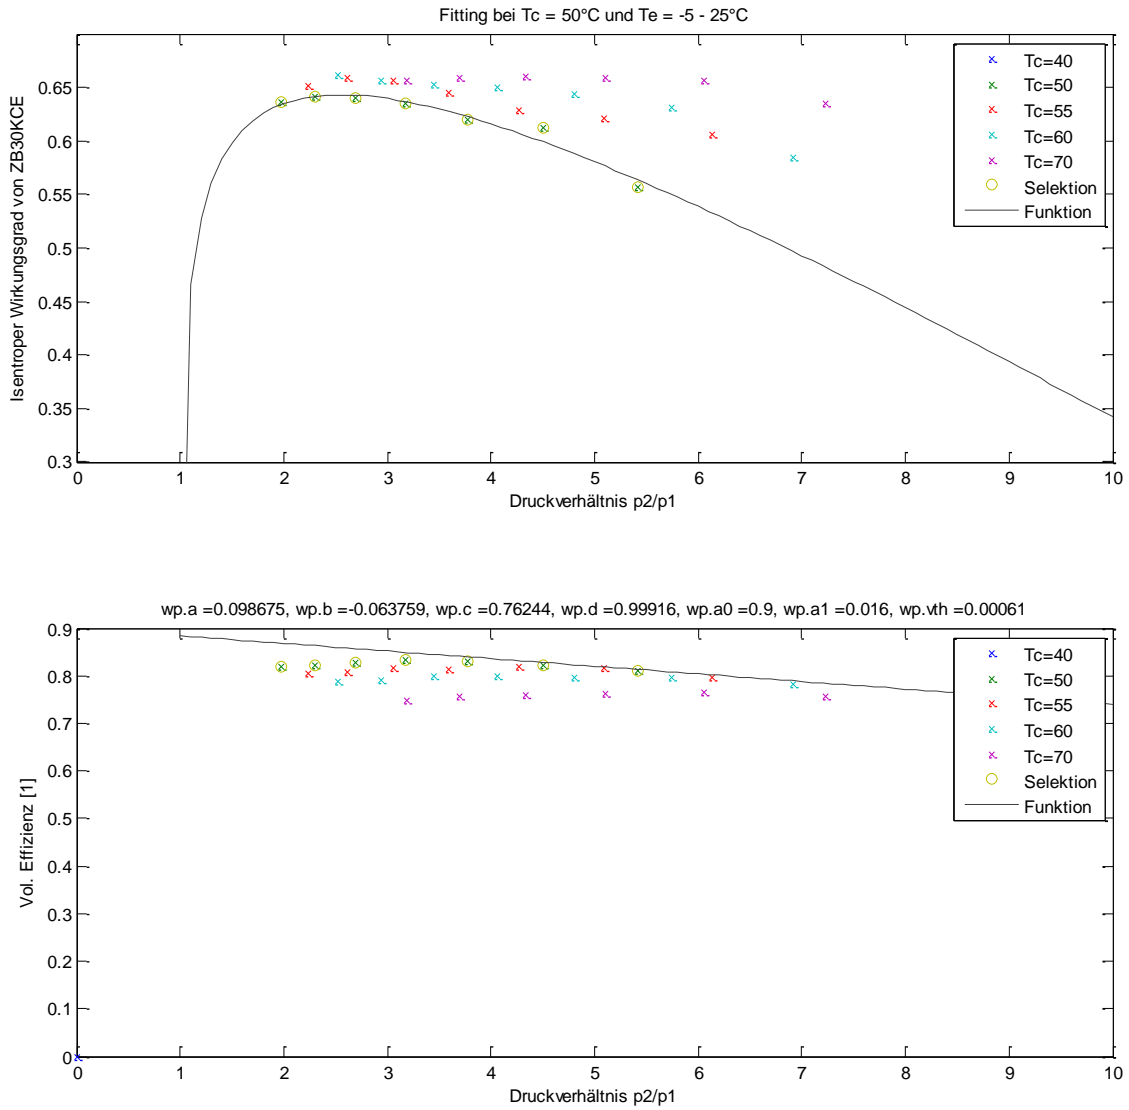 Fitting bei Tc = 50°C und Te = -5 - 25°C
Isentroper Wirkungsgrad von ZB30KCE
0.65
0.6
0.55
0.5
0.45
0.4
0.35
0.3
0 1 2 3 4 5 6 7 8 9 10
Druckverhältnis p2/p1
Tc=40
Tc=50
Tc=55
Tc=60
Tc=70
Selektion
Funktion
wp.a =0.098675, wp.b =-0.063759, wp.c =0.76244, wp.d =0.99916, wp.a0 =0.9, wp.a1 =0.016, wp.vth =0.00061
Vol. Effizienz [1]
0.9
0.8
0.7
0.6
0.5
0.4
0.3
0.2
0.1
0
0 1 2 3 4 5 6 7 8 9 10
Druckverhältnis p2/p1
Tc=40
Tc=50
Tc=55
Tc=60
Tc=70
Selektion
Funktion